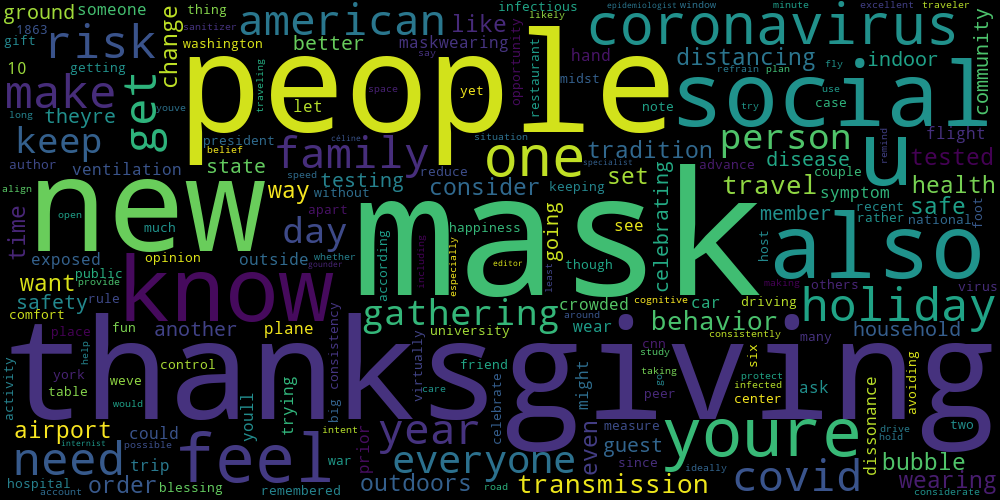 ground someone
american like
infectious likely
epidemiologist window minute excellent traveler
1863 thing sanitizer
risk
change
coronavirus
gift getting washington better maskwearing say
opportunity restaurant
hand distancing indoor
community
10 make
get
traveling
people
let space yet
midst refrain plan fly
social
long theyre youve
note case use try
keep
president belief
family
céline situation
one
tradition
person
u
remind
flight
author ventilation state
speed reduce specialist
testing consider keeping set
advance disease couple tested
align
new
way without
mask
travel symptom safe health
time
open much day apart
happiness going see celebrating
member recent rather national foot
exposed opinion outside whether gounder
according including especially
though host
also
want public provide
know
editor least cognitive
making others virus
safety rule
gathering crowded car driving
holiday
comfort fun another plane
university around wear behavior household
place
thanksgiving
big consistency
virtually
cnn consistently many
activity help york weve control
friend study taking six
avoiding
table would
trying care
might peer go protect infected center
ask
dissonance
airport could youll intent
prior year
celebrate
even guest measure
youre
two
need internist possible
feel
war everyone
since road ideally
drive hold
bubble
hospital order trip blessing remembered outdoors
transmission
covid
account
wearing considerate